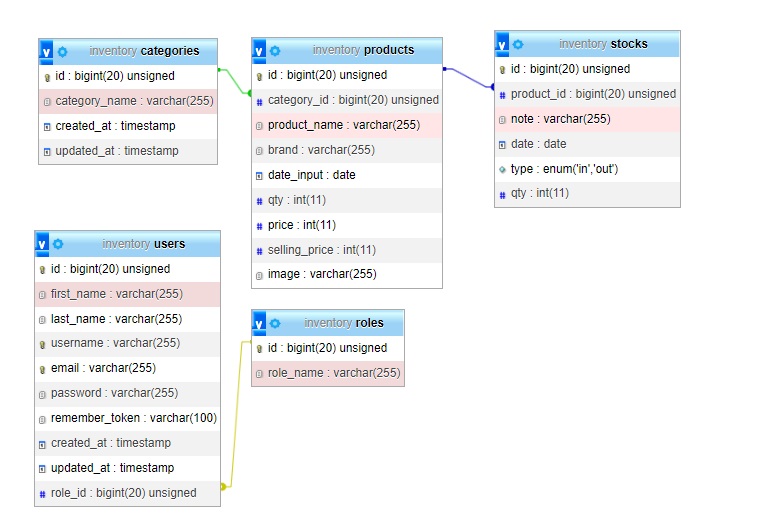 inventory categories
id : bigint(20) unsigned
category_name : varchar(255)
created_at : timestamp
updated_at : timestamp
inventory products
id : bigint(20) unsigned
category_id : bigint(20) unsigned
product_name : varchar(255)
brand : varchar(255)
date_input : date
qty : int(11)
price : int(11)
selling_price : int(11)
image : varchar(255)
inventory stocks
id : bigint(20) unsigned
product_id : bigint(20) unsigned
note : varchar(255)
date : date
type : enum('in','out')
qty : int(11)
inventory users
id : bigint(20) unsigned
first_name : varchar(255)
last_name : varchar(255)
username : varchar(255)
email : varchar(255)
password : varchar(255)
remember_token : varchar(100)
created_at : timestamp
updated_at : timestamp
role_id : bigint(20) unsigned
inventory roles
id : bigint(20) unsigned
role_name : varchar(255)